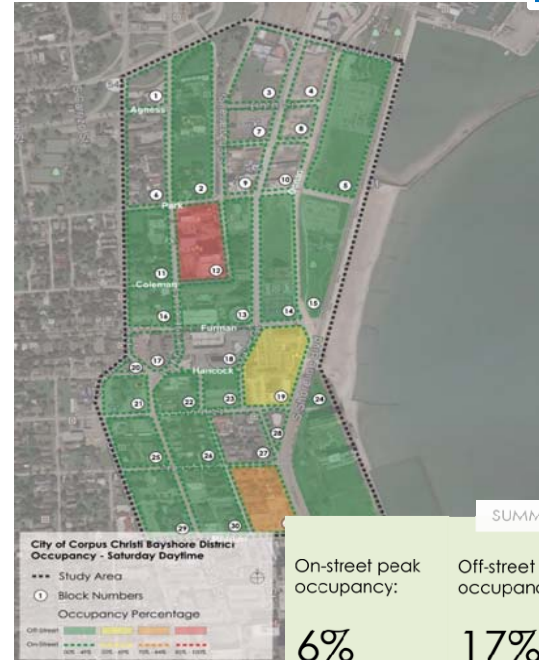 1
Agnes
3
4
7
8
6
2
9
10
5
Park
11
12
Coleman
16
13
14
15
Furman
17
18
20
Hancock
21
22
23
19
24
28
25
26
27
29
30
City of Corpus Christi Bayshore District
Occupancy - Saturday Daytime
Study Area
1 Block Numbers
Occupancy Percentage
Off-Street
On-Street
SUMM
On-street peak
occupancy:
6%
Off-street
occupanc
17%